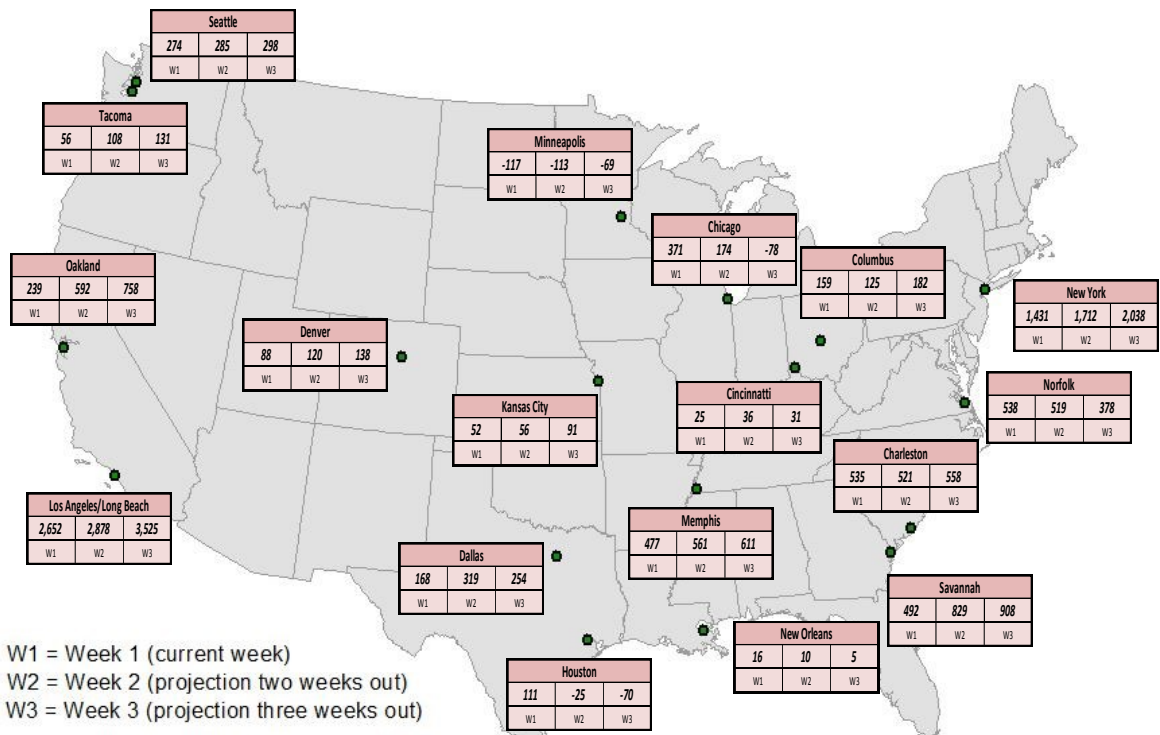 Seattle
274 285 298
W1 W2 W3
Tacoma
56 108 131
W1 W2 W3
Minneapolis
-117 -113 -69
W1 W2 W3
Chicago
371 174 -78
W1 W2 W3
Columbus
159 125 182
W1 W2 W3
Oakland
239 592 758
W1 W2 W3
New York
1,431 1,712 2,038
W1 W2 W3
Denver
88 120 138
W1 W2 W3
Norfolk
538 519 378
W1 W2 W3
Cincinnatti
25 36 31
W1 W2 W3
Kansas City
52 56 91
W1 W2 W3
Charleston
535 521 558
W1 W2 W3
Los Angeles/Long Beach
2,652 2,878 3,525
W1 W2 W3
Memphis
477 561 611
W1 W2 W3
Dallas
168 319 254
W1 W2 W3
Savannah
492 829 908
W1 W2 W3
New Orleans
16 10 5
W1 W2 W3
Houston
111 -25 -70
W1 W2 W3
W1 = Week 1 (current week)
W2 = Week 2 (projection two weeks out)
W3 = Week 3 (projection three weeks out)